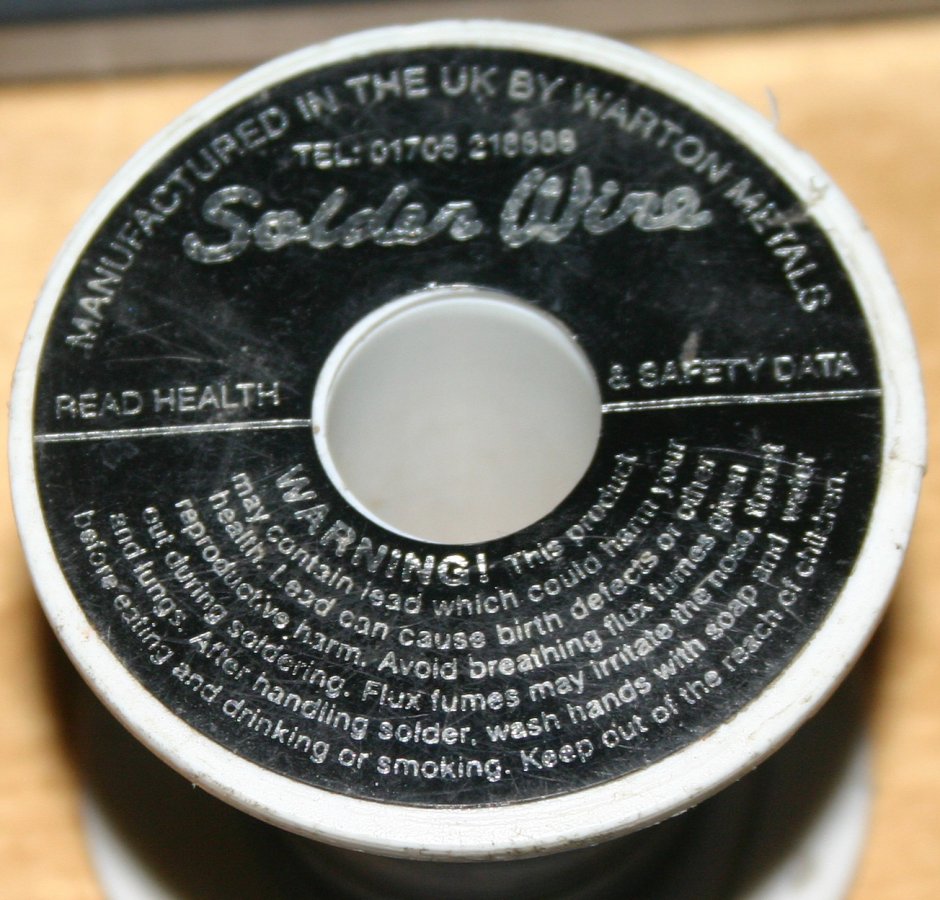 MANUFACTURED IN THE UK BY WARTON METALS
TEL: 01706 218888
Solder Wire
READ HEALTH & SAFETY DATA
WARNING! This product
may contain lead which could harm your
health. Lead can cause birth defects or other
reproductive harm. Avoid breathing flux fumes given
out during soldering. Flux fumes may irritate the nose, throat
and lungs. After handling solder, wash hands with soap and water
before eating and drinking or smoking. Keep out of the reach of children.